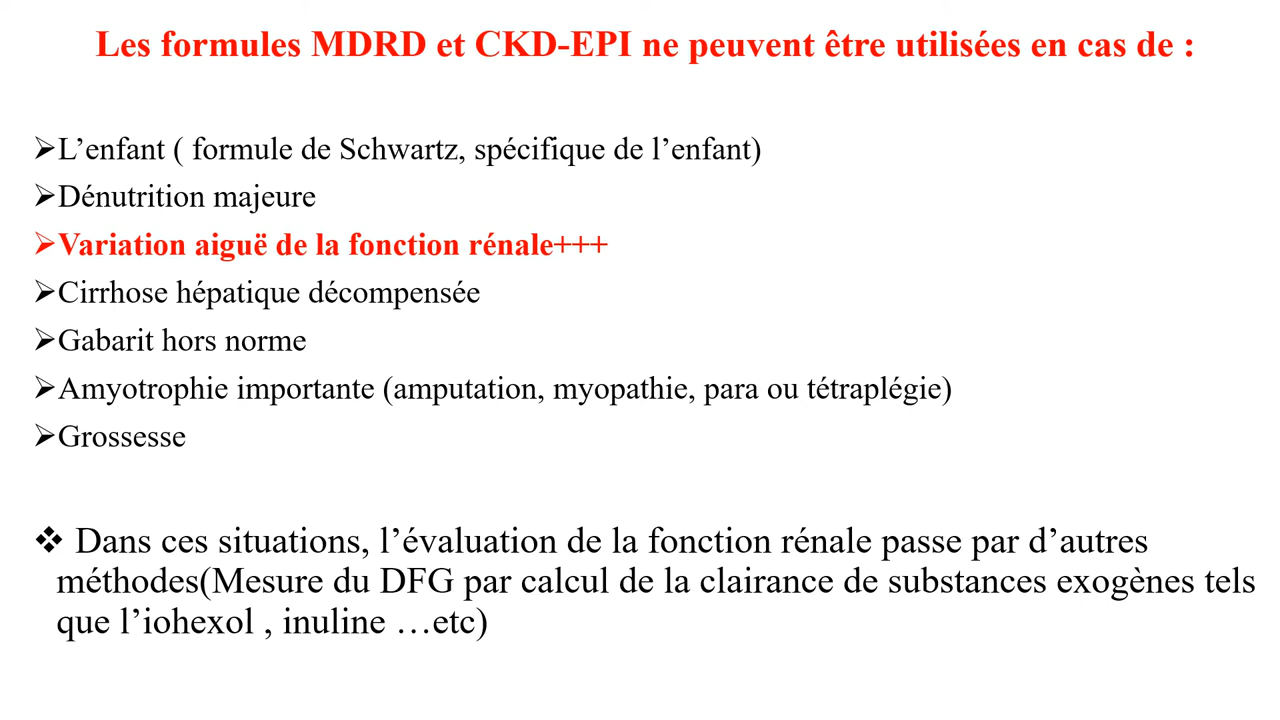 Les formules MDRD et CKD-EPI ne peuvent être utilisées en cas de :
➢L’enfant ( formule de Schwartz, spécifique de l’enfant)
➢Dénutrition majeure
➢Variation aiguë de la fonction rénale+++
➢Cirrhose hépatique décompensée
➢Gabarit hors norme
➢Amyotrophie importante (amputation, myopathie, para ou tétraplégie)
➢Grossesse
❖ Dans ces situations, l’évaluation de la fonction rénale passe par d’autres
méthodes(Mesure du DFG par calcul de la clairance de substances exogènes tels
que l’iohexol , inuline …etc)